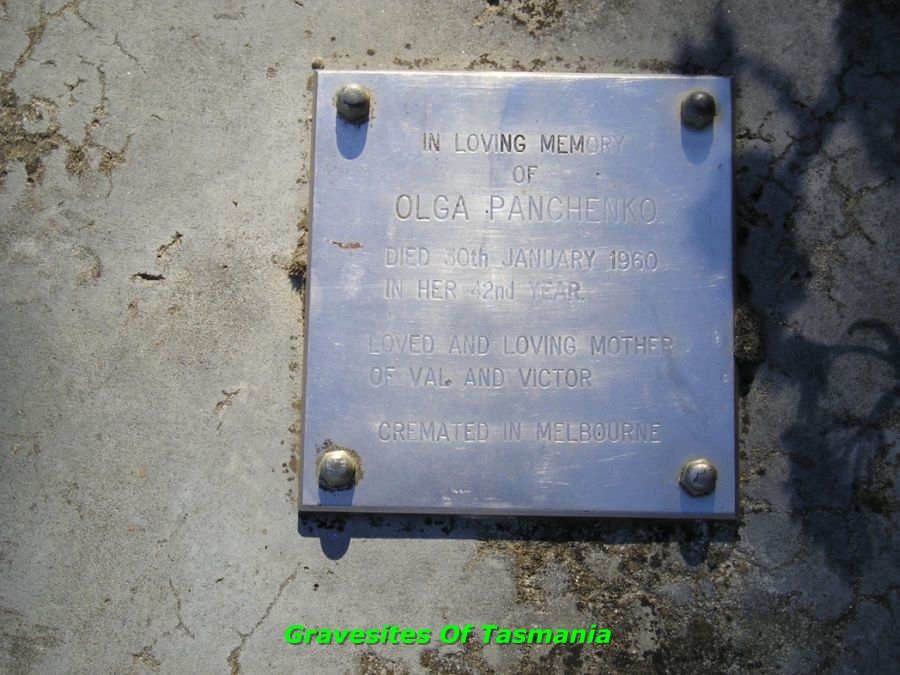 IN LOVING MEMORY
OF
OLGA PANCHENKO
DIED 30th JANUARY 1960
IN HER 42nd YEAR.
LOVED AND LOVING MOTHER
OF VAL AND VICTOR
CREMATED IN MELBOURNE
Gravesites Of Tasmania